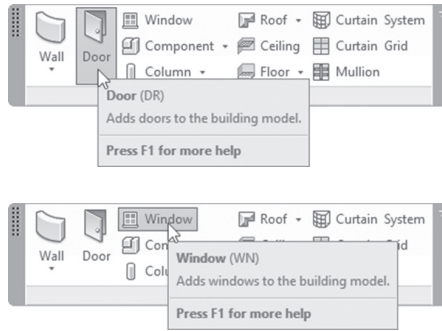 Window Roof Curtain System
Component Ceiling Curtain Grid
Wall Door
Column Floor Mullion
Door (DR)
Adds doors to the building model.
Press F1 for more help
Window Roof Curtain System
Wall Door
Window (WN)
Adds windows to the building model.
Press F1 for more help